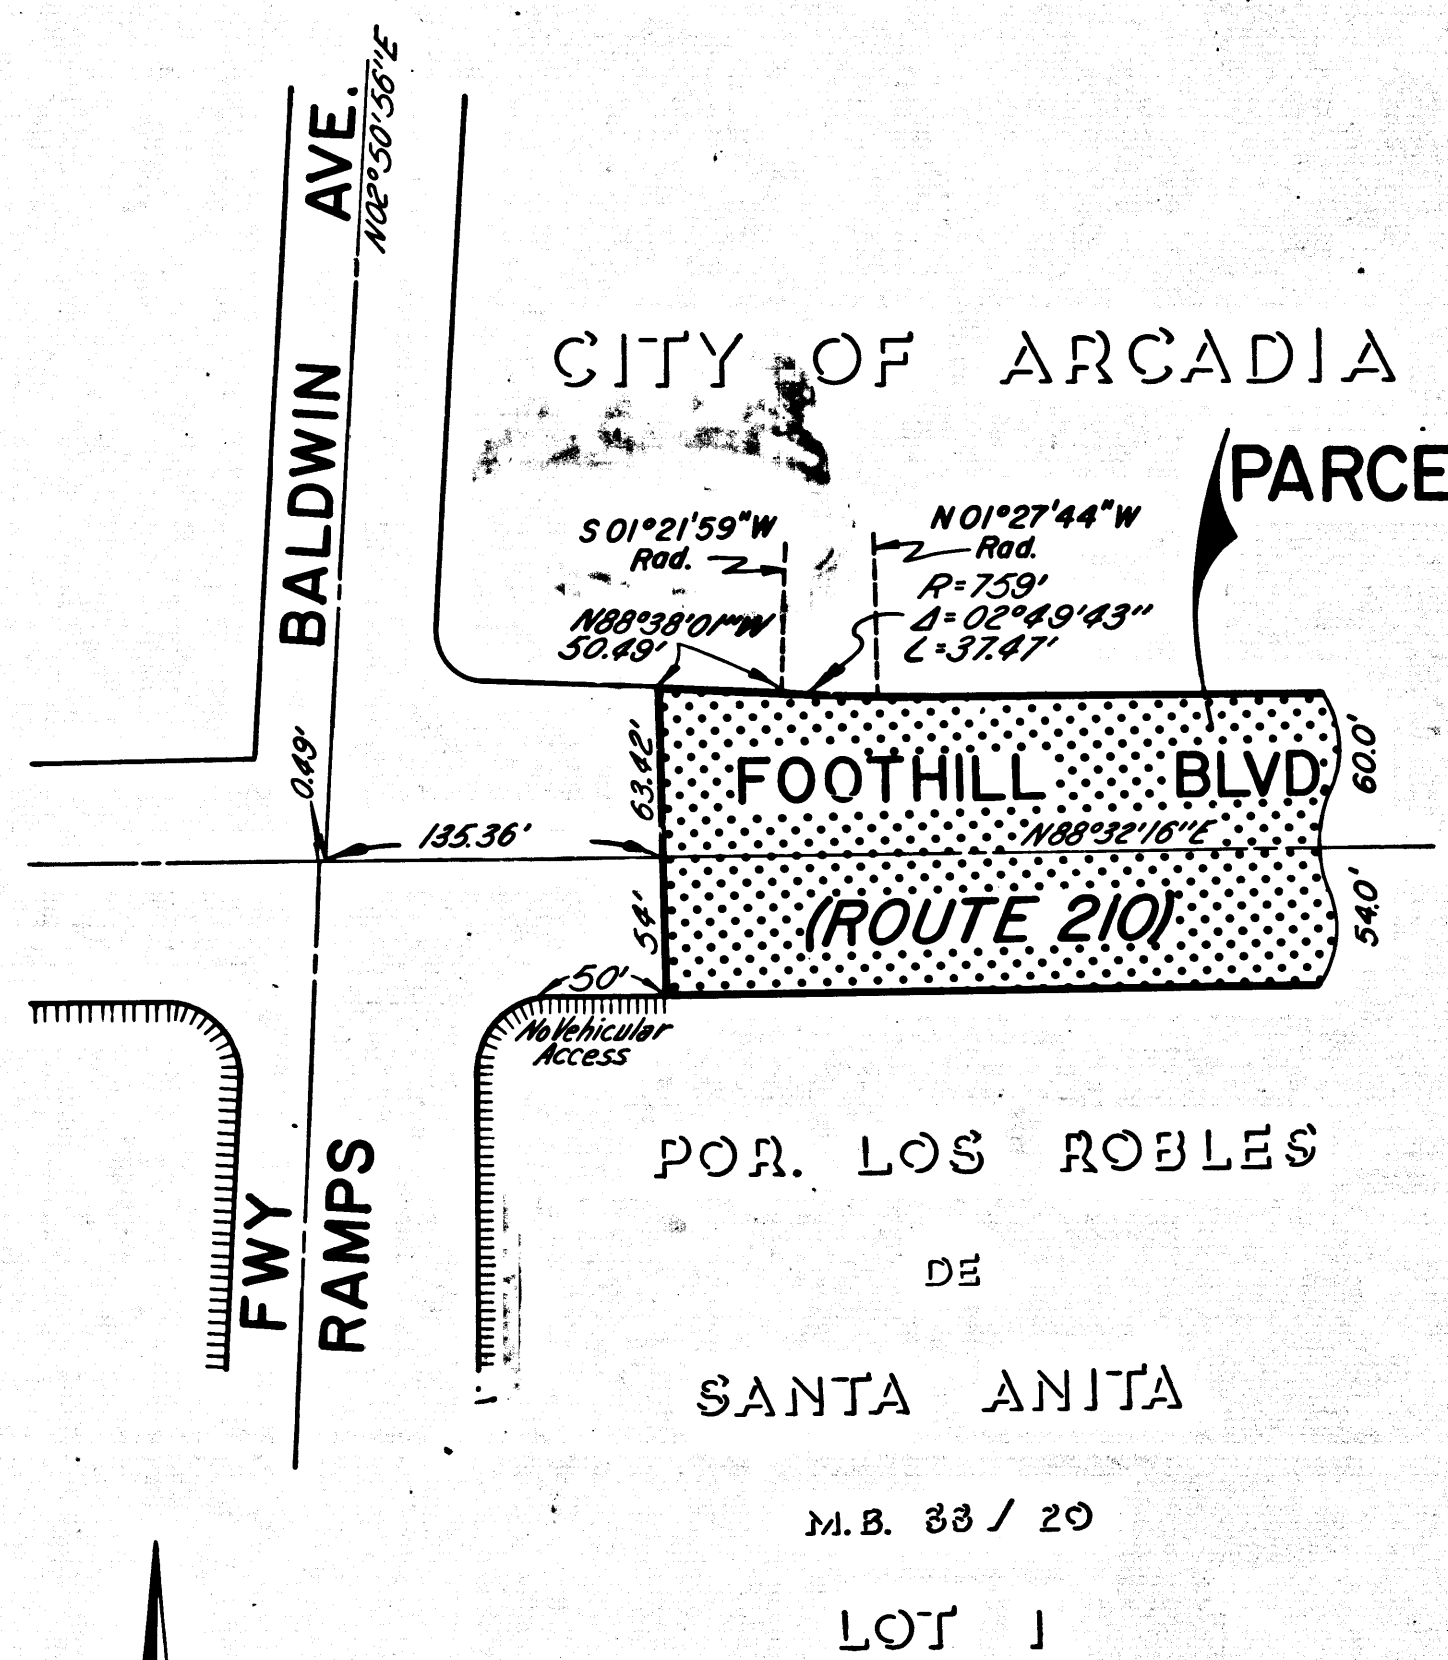 BALDWIN AVE.
N02°50'56"E
CITY OF ARCADIA
PARCE
S 01°21'59"W
Rad.
N 01°27'44"W
Rad.
R=759'
Δ=02°49'43"
L=37.47'
N88°38'01"W
50.49'
0.49'
135.36'
63.42'
54'
FOOTHILL BLVD.
N88°32'16"E
(ROUTE 210)
60.0'
54.0'
50'
No Vehicular
Access
FWY
RAMPS
POR. LOS ROBLES
DE
SANTA ANITA
M.B. 33 / 20
LOT 1